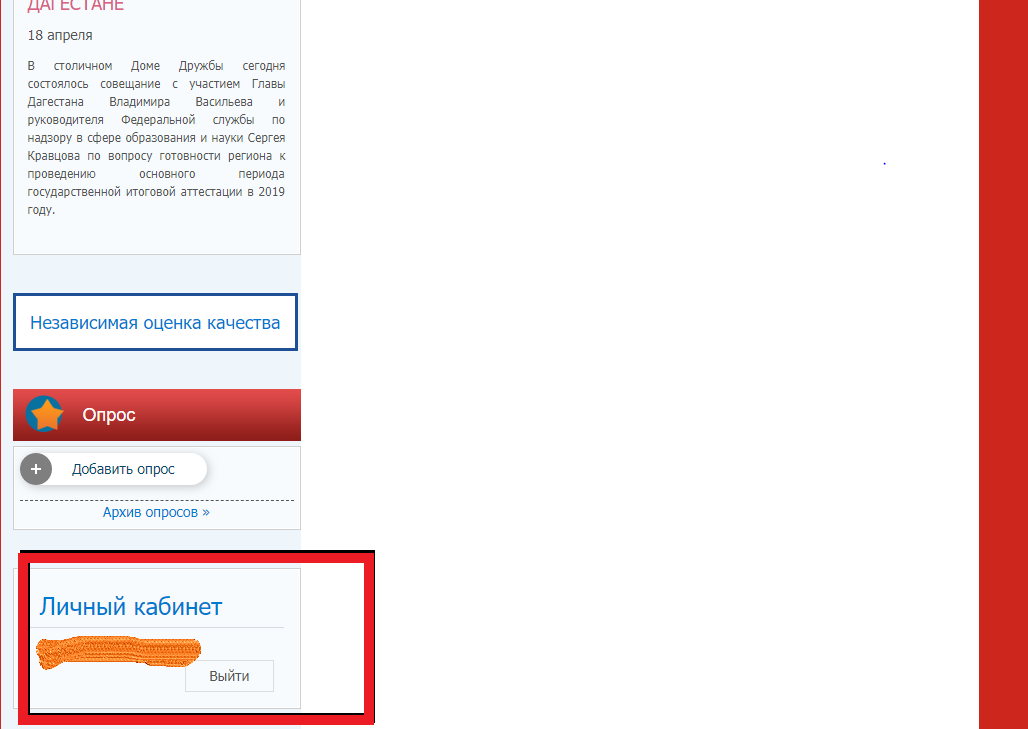 ДАГЕСТАНЕ
18 апреля
В столичном Доме Дружбы сегодня
состоялось совещание с участием Главы
Дагестана Владимира Васильева и
руководителя Федеральной службы по
надзору в сфере образования и науки Сергея
Кравцова по вопросу готовности региона к
проведению основного периода
государственной итоговой аттестации в 2019
году.
Независимая оценка качества
Опрос
+ Добавить опрос
Архив опросов »
Личный кабинет
Выйти